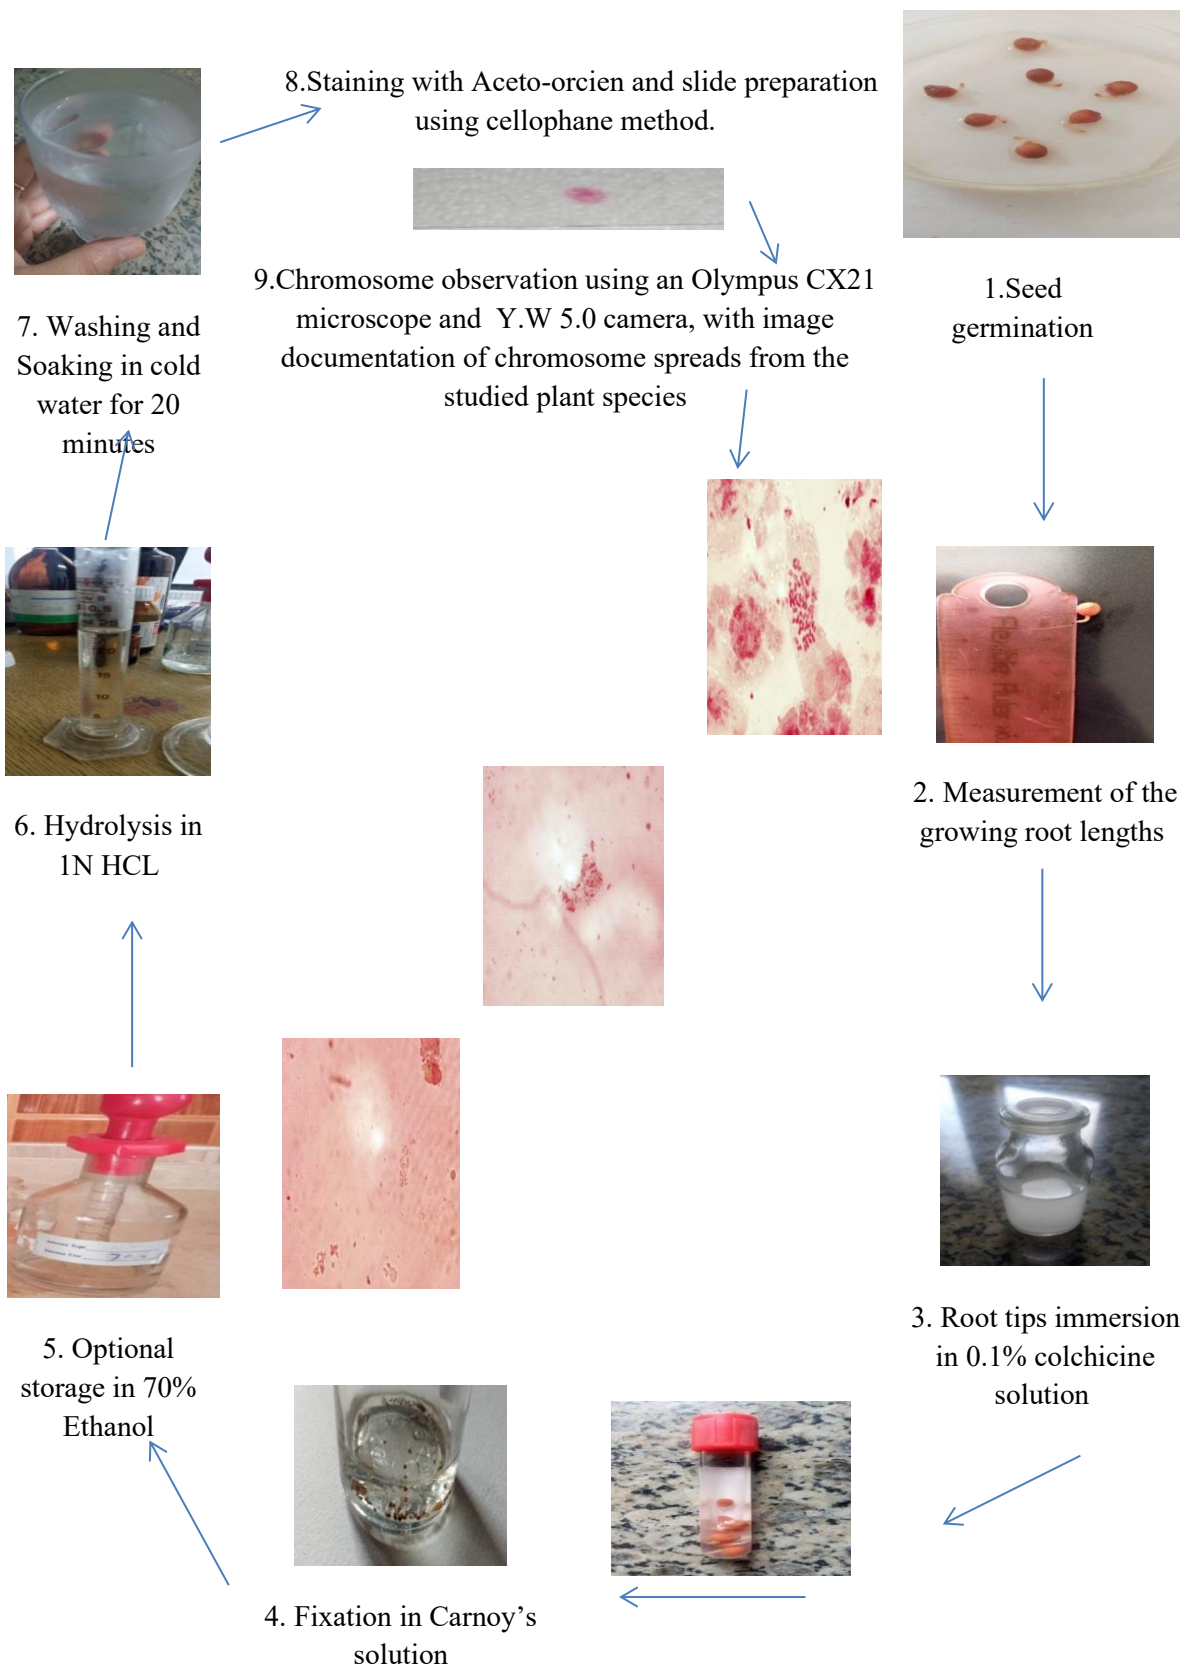 8.Staining with Aceto-orcien and slide preparation
using cellophane method.
9.Chromosome observation using an Olympus CX21
microscope and Y.W 5.0 camera, with image
documentation of chromosome spreads from the
studied plant species
1.Seed
germination
7. Washing and
Soaking in cold
water for 20
minutes
2. Measurement of the
growing root lengths
Flexible Ruler
6. Hydrolysis in
1N HCL
15
10
3. Root tips immersion
in 0.1% colchicine
solution
5. Optional
storage in 70%
Ethanol
4. Fixation in Carnoy’s
solution